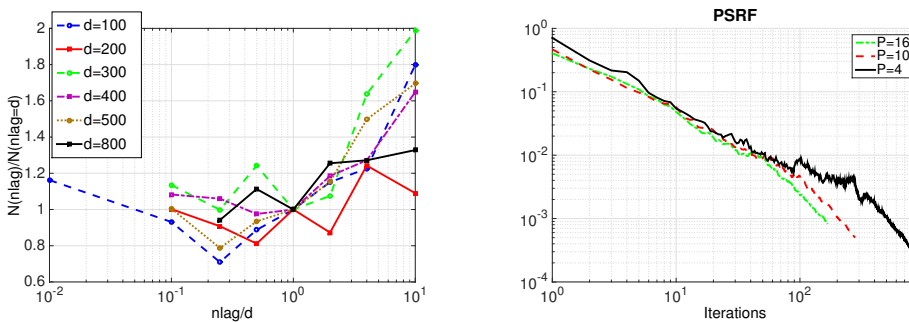 N(nlag)/N(nlag=d)
2
1.8
1.6
1.4
1.2
1
0.8
0.6
d=100
d=200
d=300
d=400
d=500
d=800
10^-2
10^-1
10^0
10^1
nlag/d
PSRF
10^0
10^-1
10^-2
10^-3
10^-4
P=16
P=10
P=4
10^0
10^1
10^2
Iterations